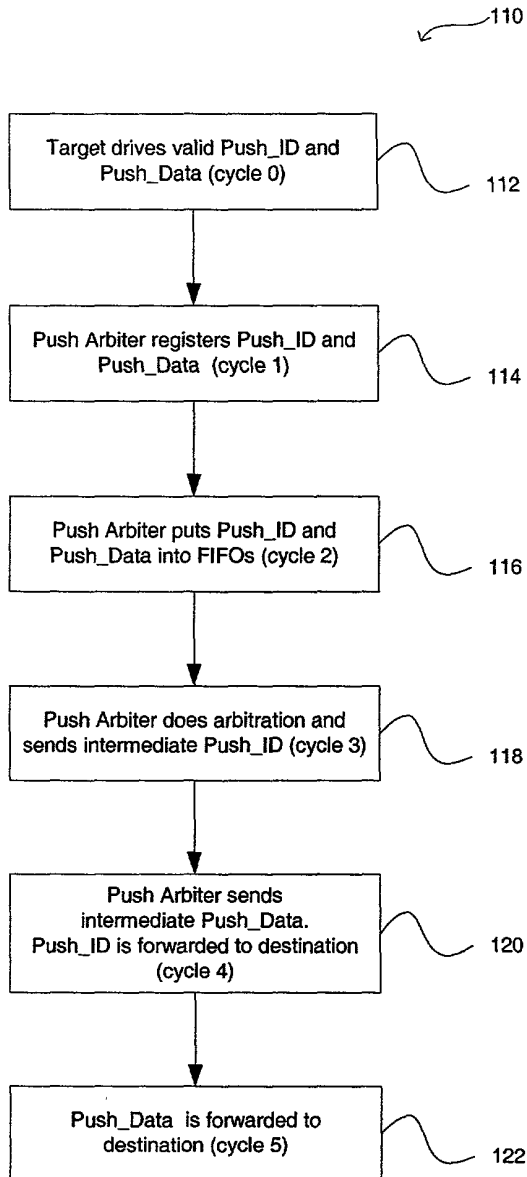 110
Target drives valid Push_ID and
Push_Data (cycle 0)
112
Push Arbiter registers Push_ID and
Push_Data (cycle 1)
114
Push Arbiter puts Push_ID and
Push_Data into FIFOs (cycle 2)
116
Push Arbiter does arbitration and
sends intermediate Push_ID (cycle 3)
118
Push Arbiter sends
intermediate Push_Data.
Push_ID is forwarded to destination
(cycle 4)
120
Push_Data is forwarded to
destination (cycle 5)
122